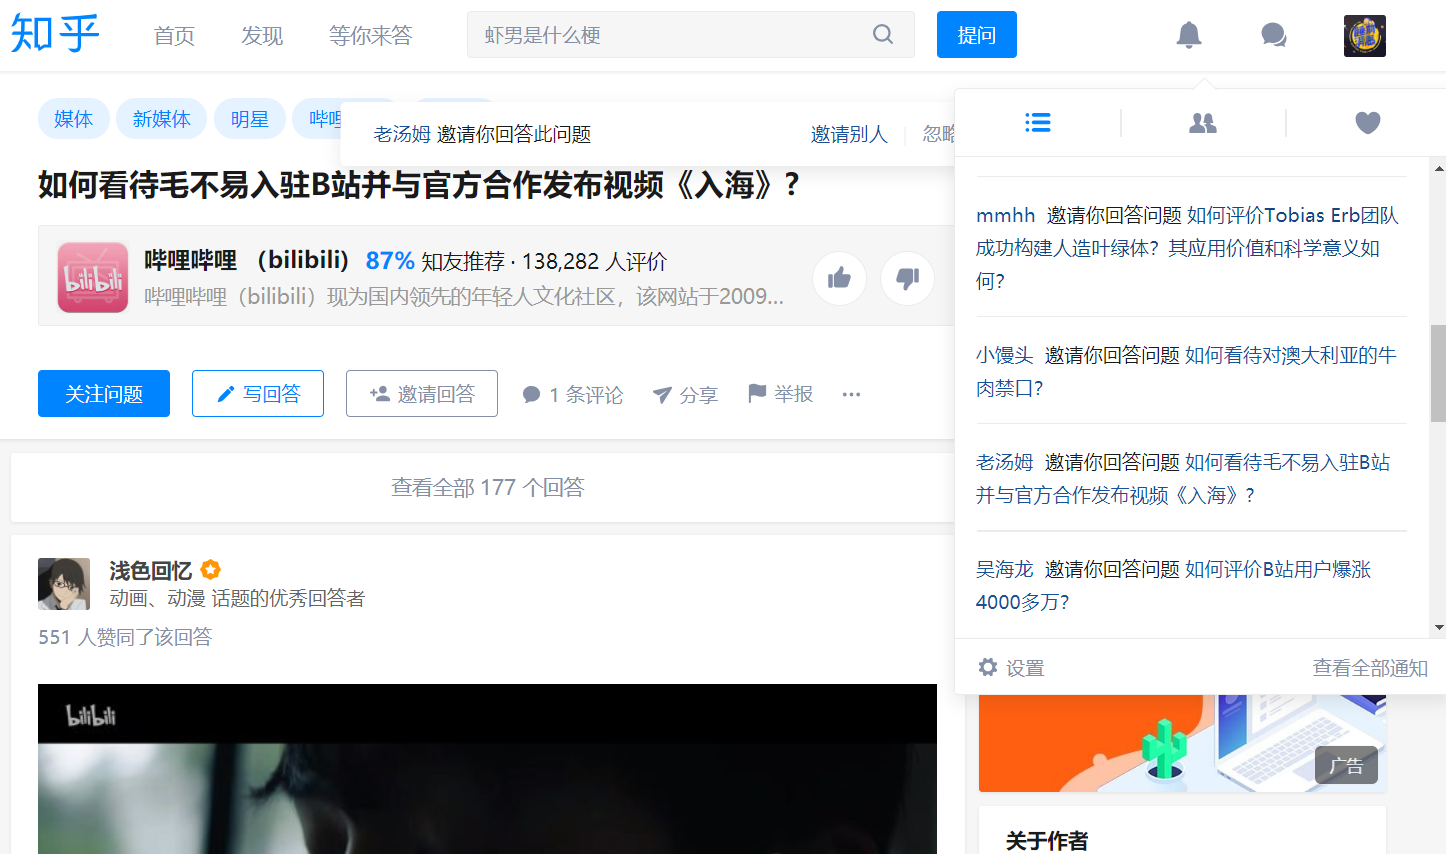 知乎
首页 发现 等你来答 虾男是什么梗 提问
媒体 新媒体 明星 哔哩
老汤姆 邀请你回答此问题 邀请别人 忽略
如何看待毛不易入驻B站并与官方合作发布视频《入海》？
bilibili
哔哩哔哩 （bilibili） 87% 知友推荐 · 138,282 人评价
哔哩哔哩（bilibili）现为国内领先的年轻人文化社区，该网站于2009...
关注问题 写回答 邀请回答 1 条评论 分享 举报 ...
查看全部 177 个回答
浅色回忆
动画、动漫 话题的优秀回答者
551 人赞同了该回答
bilibili
mmhh 邀请你回答问题 如何评价Tobias Erb团队
成功构建人造叶绿体？其应用价值和科学意义如
何？
小馒头 邀请你回答问题 如何看待对澳大利亚的牛
肉禁口？
老汤姆 邀请你回答问题 如何看待毛不易入驻B站
并与官方合作发布视频《入海》？
吴海龙 邀请你回答问题 如何评价B站用户爆涨
4000多万？
设置 查看全部通知
广告
关于作者